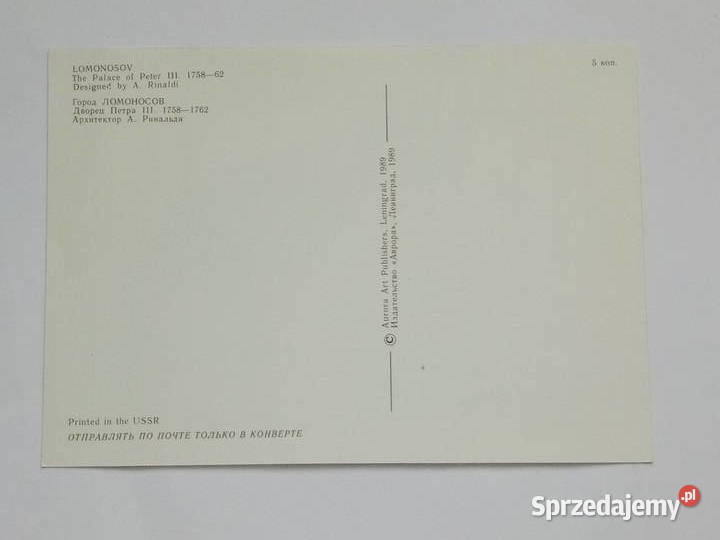 LOMONOSOV
The Palace of Peter III. 1758—62
Designed by A. Rinaldi
Город ЛОМОНОСОВ
Дворец Петра III. 1758—1762
Архитектор А. Ринальди
5 коп.
© Aurora Art Publishers, Leningrad, 1989
Издательство «Аврора», Ленинград, 1989
Printed in the USSR
ОТПРАВЛЯТЬ ПО ПОЧТЕ ТОЛЬКО В КОНВЕРТЕ
Sprzedajemy.pl